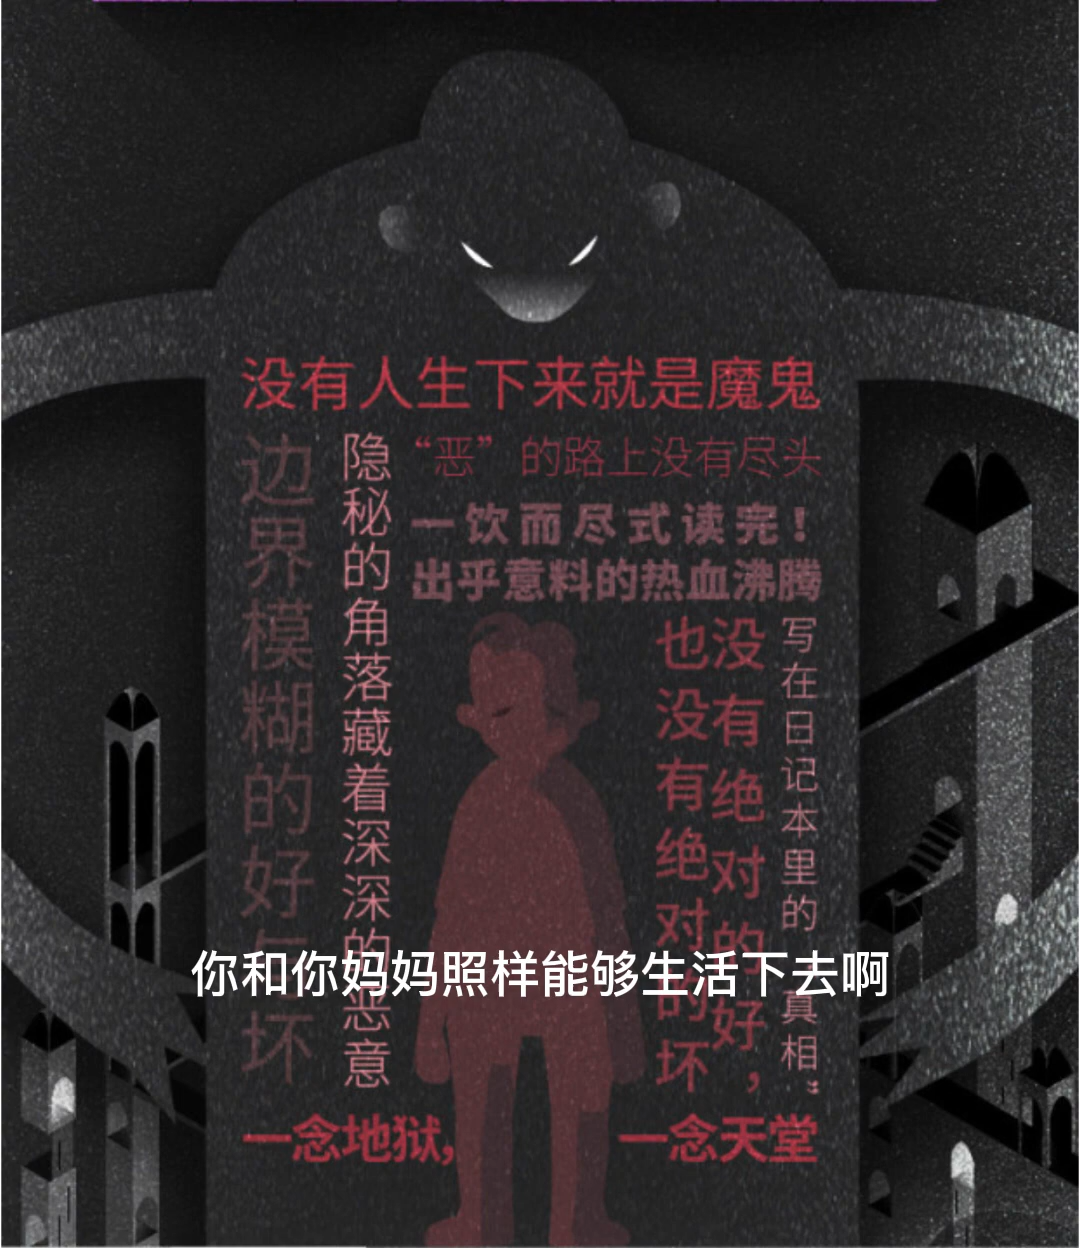 没有人生下来就是魔鬼
“恶”的路上没有尽头
一饮而尽式读完！
出乎意料的热血沸腾
边界模糊的好与坏
隐秘的角落藏着深深的恶意
没有绝对的好，
也没有绝对的坏
写在日记本里的“真相”
你和你妈妈照样能够生活下去啊
一念地狱,
一念天堂